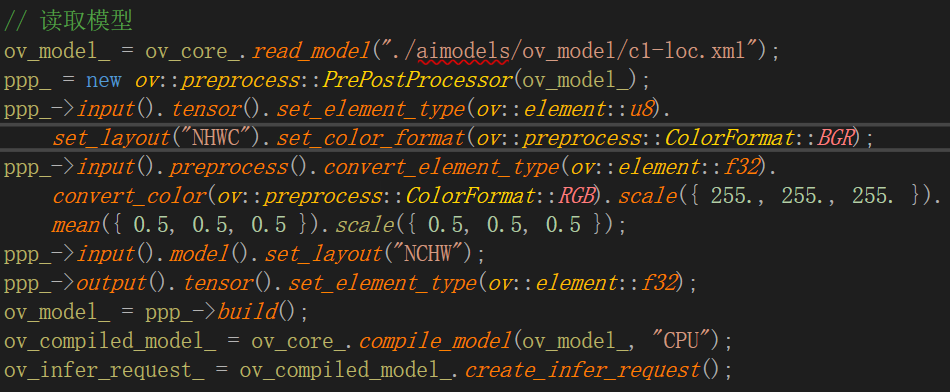 // 读取模型
ov_model_ = ov_core_.read_model("./aimodels/ov_model/c1-loc.xml");
ppp_ = new ov::preprocess::PrePostProcessor(ov_model_);
ppp_->input().tensor().set_element_type(ov::element::u8).
    set_layout("NHWC").set_color_format(ov::preprocess::ColorFormat::BGR);
ppp_->input().preprocess().convert_element_type(ov::element::f32).
    convert_color(ov::preprocess::ColorFormat::RGB).scale({ 255., 255., 255. }).
    mean({ 0.5, 0.5, 0.5 }).scale({ 0.5, 0.5, 0.5 });
ppp_->input().model().set_layout("NCHW");
ppp_->output().tensor().set_element_type(ov::element::f32);
ov_model_ = ppp_->build();
ov_compiled_model_ = ov_core_.compile_model(ov_model_, "CPU");
ov_infer_request_ = ov_compiled_model_.create_infer_request();